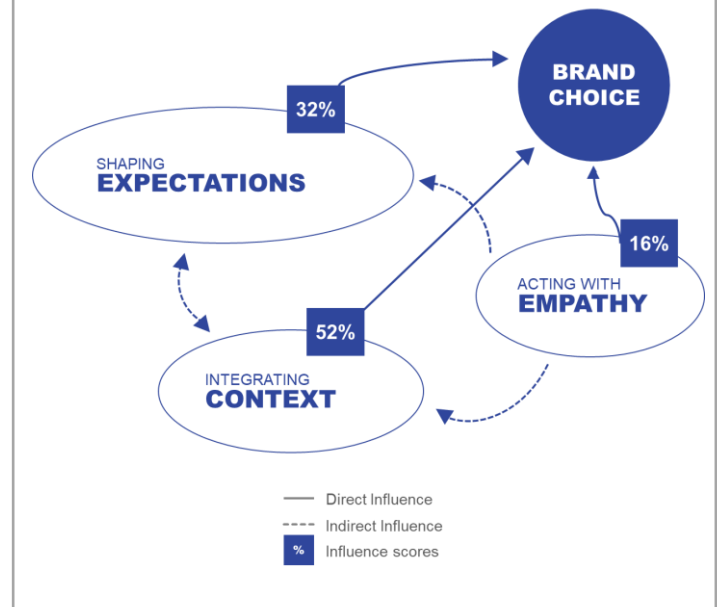 BRAND
CHOICE
32%
SHAPING
EXPECTATIONS
16%
ACTING WITH
EMPATHY
52%
INTEGRATING
CONTEXT
Direct Influence
Indirect Influence
% Influence scores